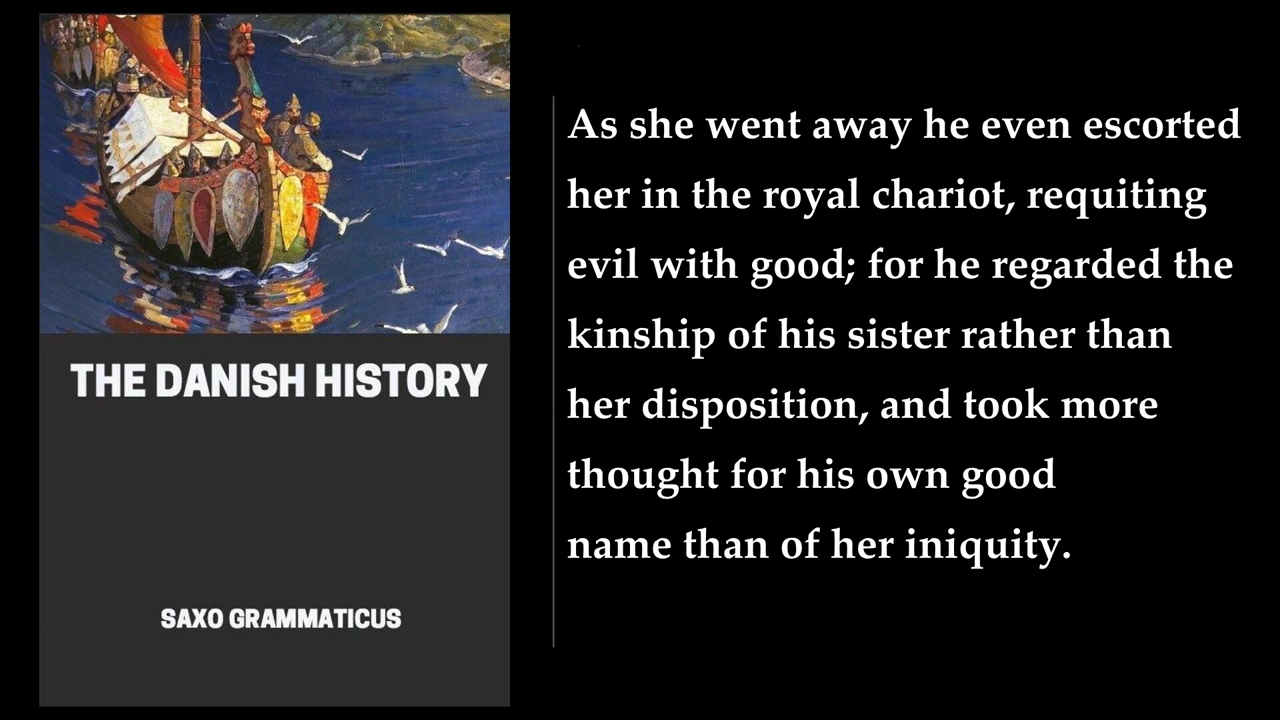 THE DANISH HISTORY
SAXO GRAMMATICUS
As she went away he even escorted
her in the royal chariot, requiting
evil with good; for he regarded the
kinship of his sister rather than
her disposition, and took more
thought for his own good
name than of her iniquity.